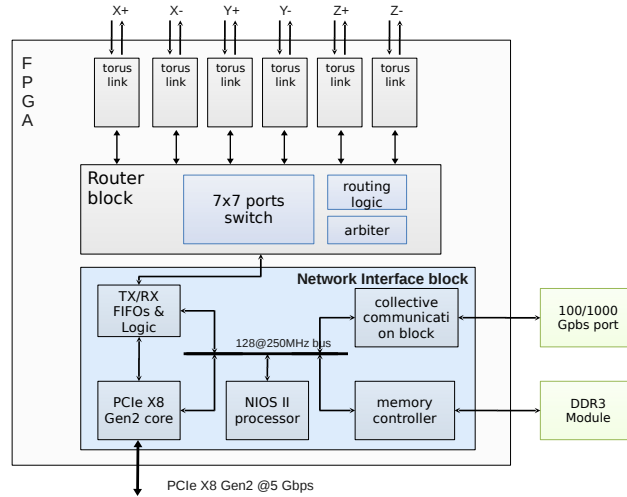 X+ X- Y+ Y- Z+ Z-
F
P
G
A
torus
link
torus
link
torus
link
torus
link
torus
link
torus
link
Router
block
7x7 ports
switch
routing
logic
arbiter
Network Interface block
TX/RX
FIFOs &
Logic
collective
communicati
on block
100/1000
Gpbs port
128@250MHz bus
PCIe X8
Gen2 core
NIOS II
processor
memory
controller
DDR3
Module
PCIe X8 Gen2 @5 Gbps